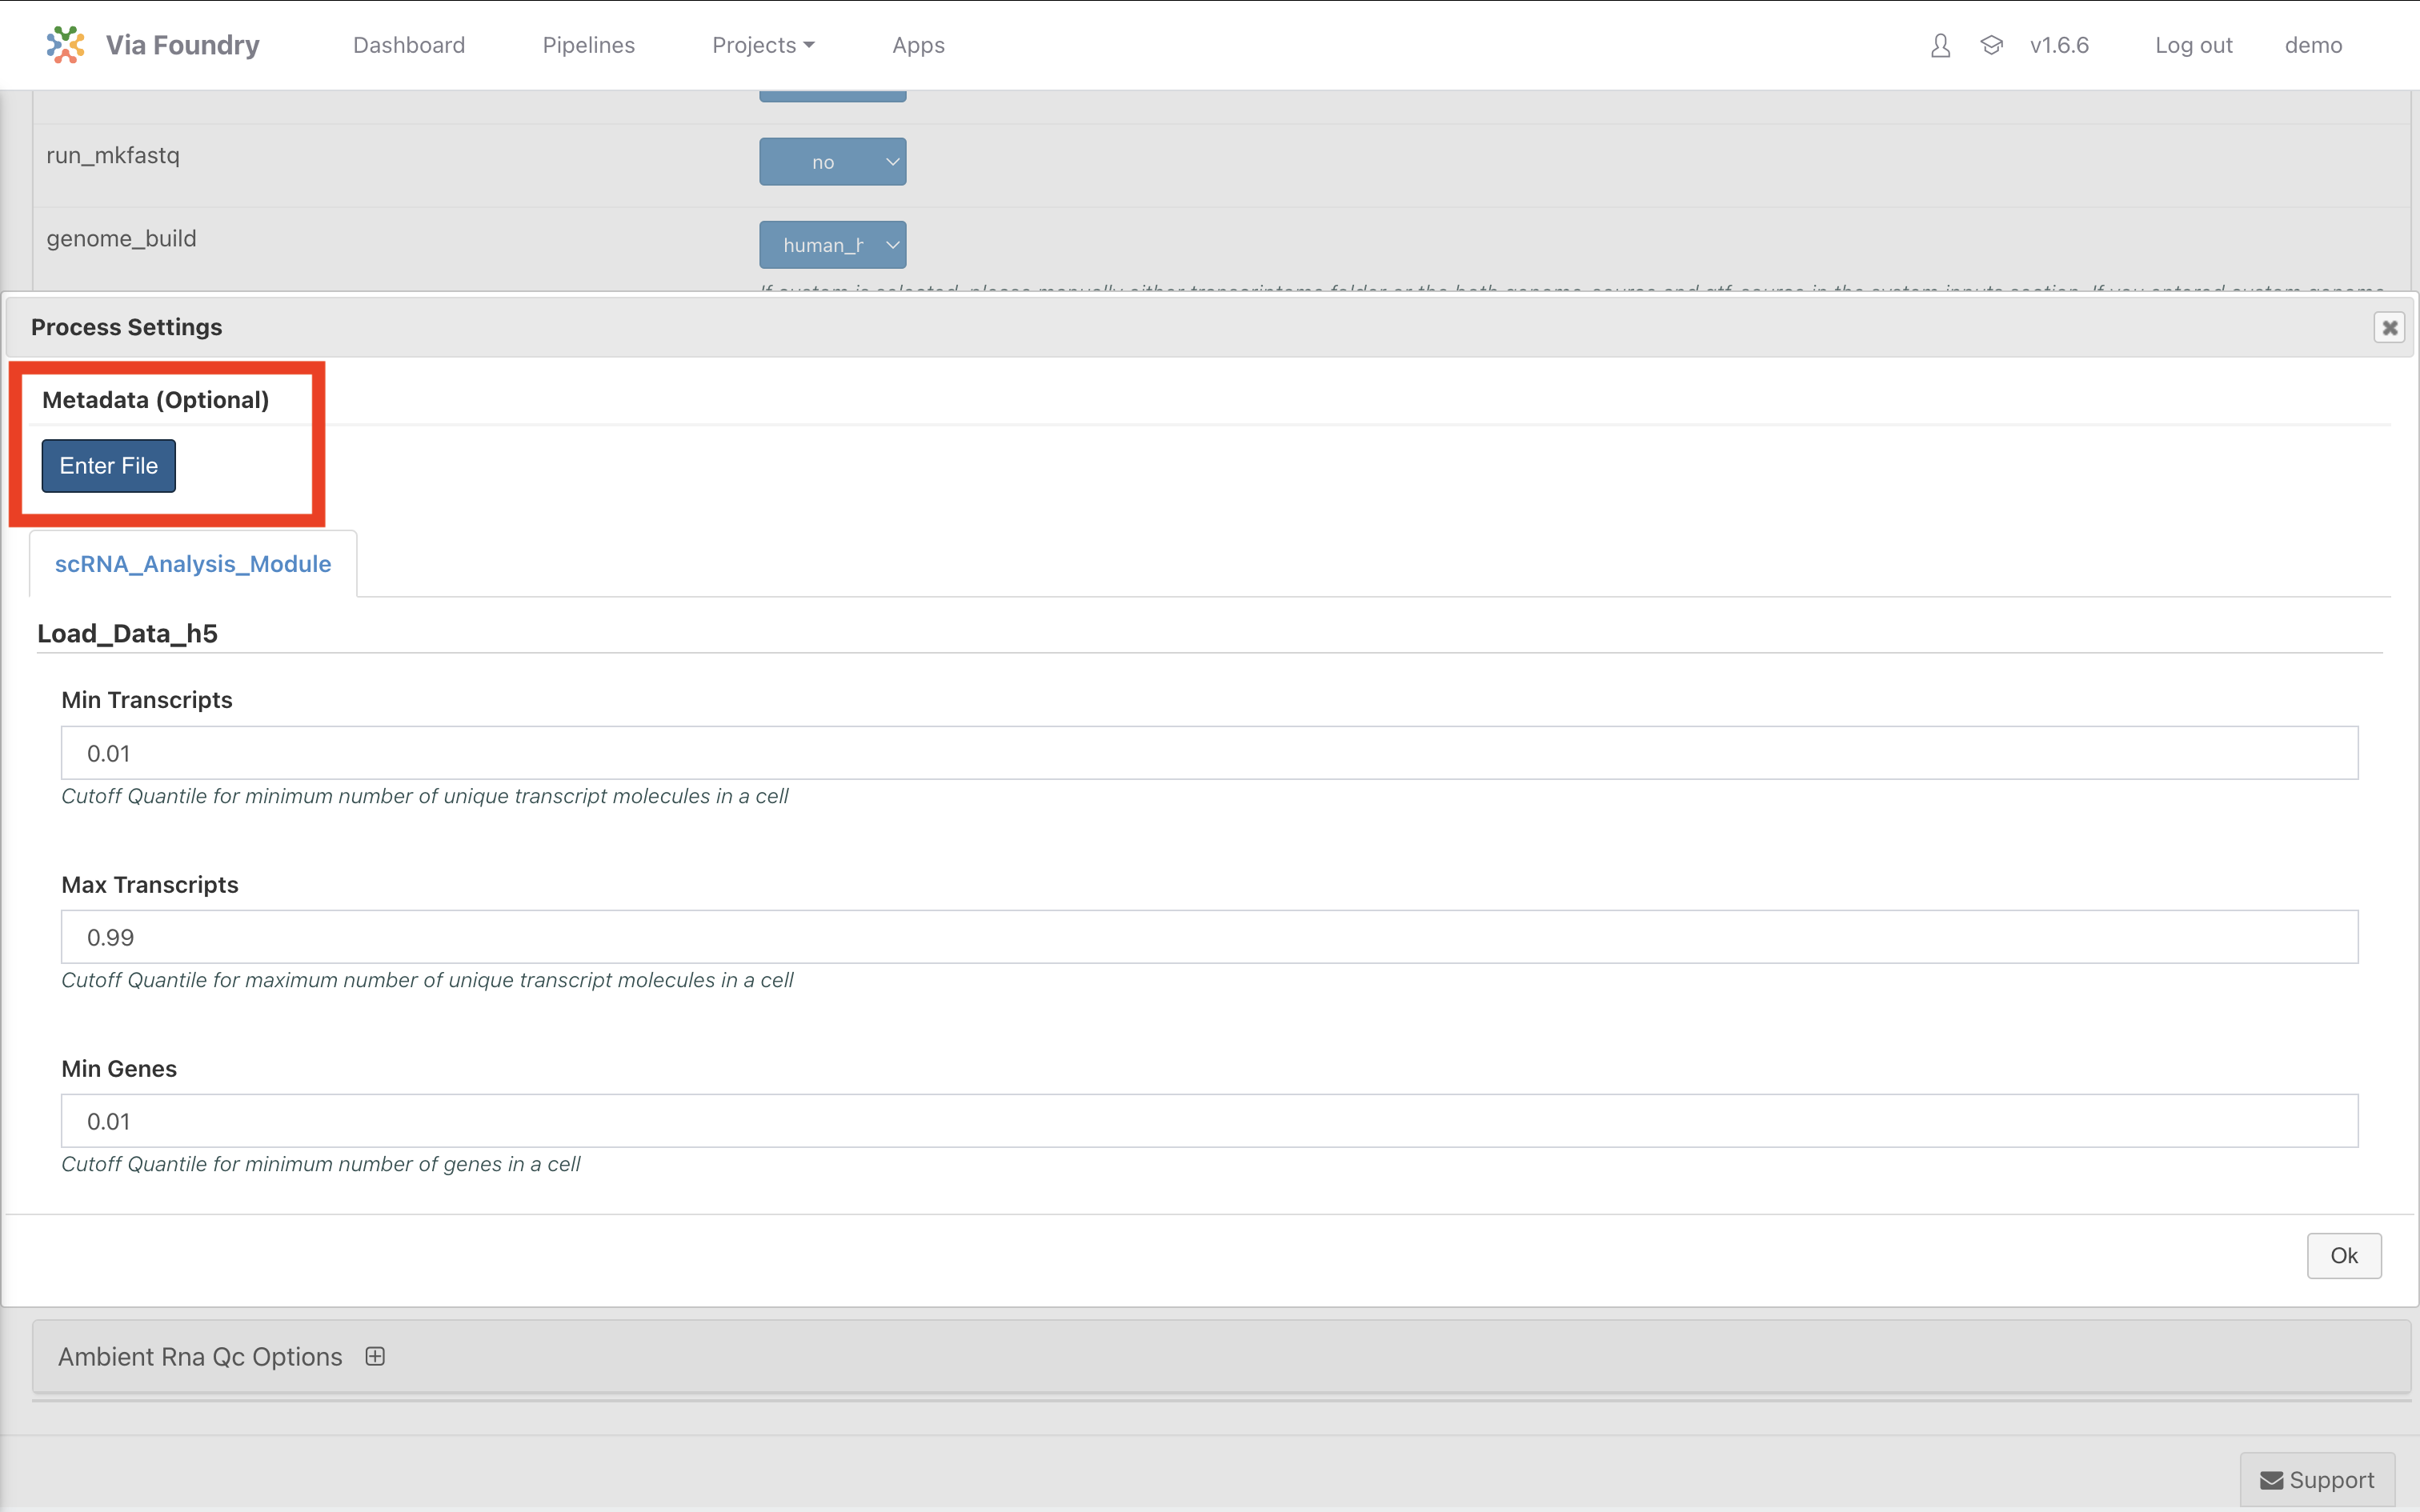 Via Foundry Dashboard Pipelines Projects Apps v1.6.6 Log out demo
run_mkfastq no
genome_build human_h
Process Settings
Metadata (Optional)
Enter File
scRNA_Analysis_Module
Load_Data_h5
Min Transcripts
0.01
Cutoff Quantile for minimum number of unique transcript molecules in a cell
Max Transcripts
0.99
Cutoff Quantile for maximum number of unique transcript molecules in a cell
Min Genes
0.01
Cutoff Quantile for minimum number of genes in a cell
Ok
Ambient Rna Qc Options
Support